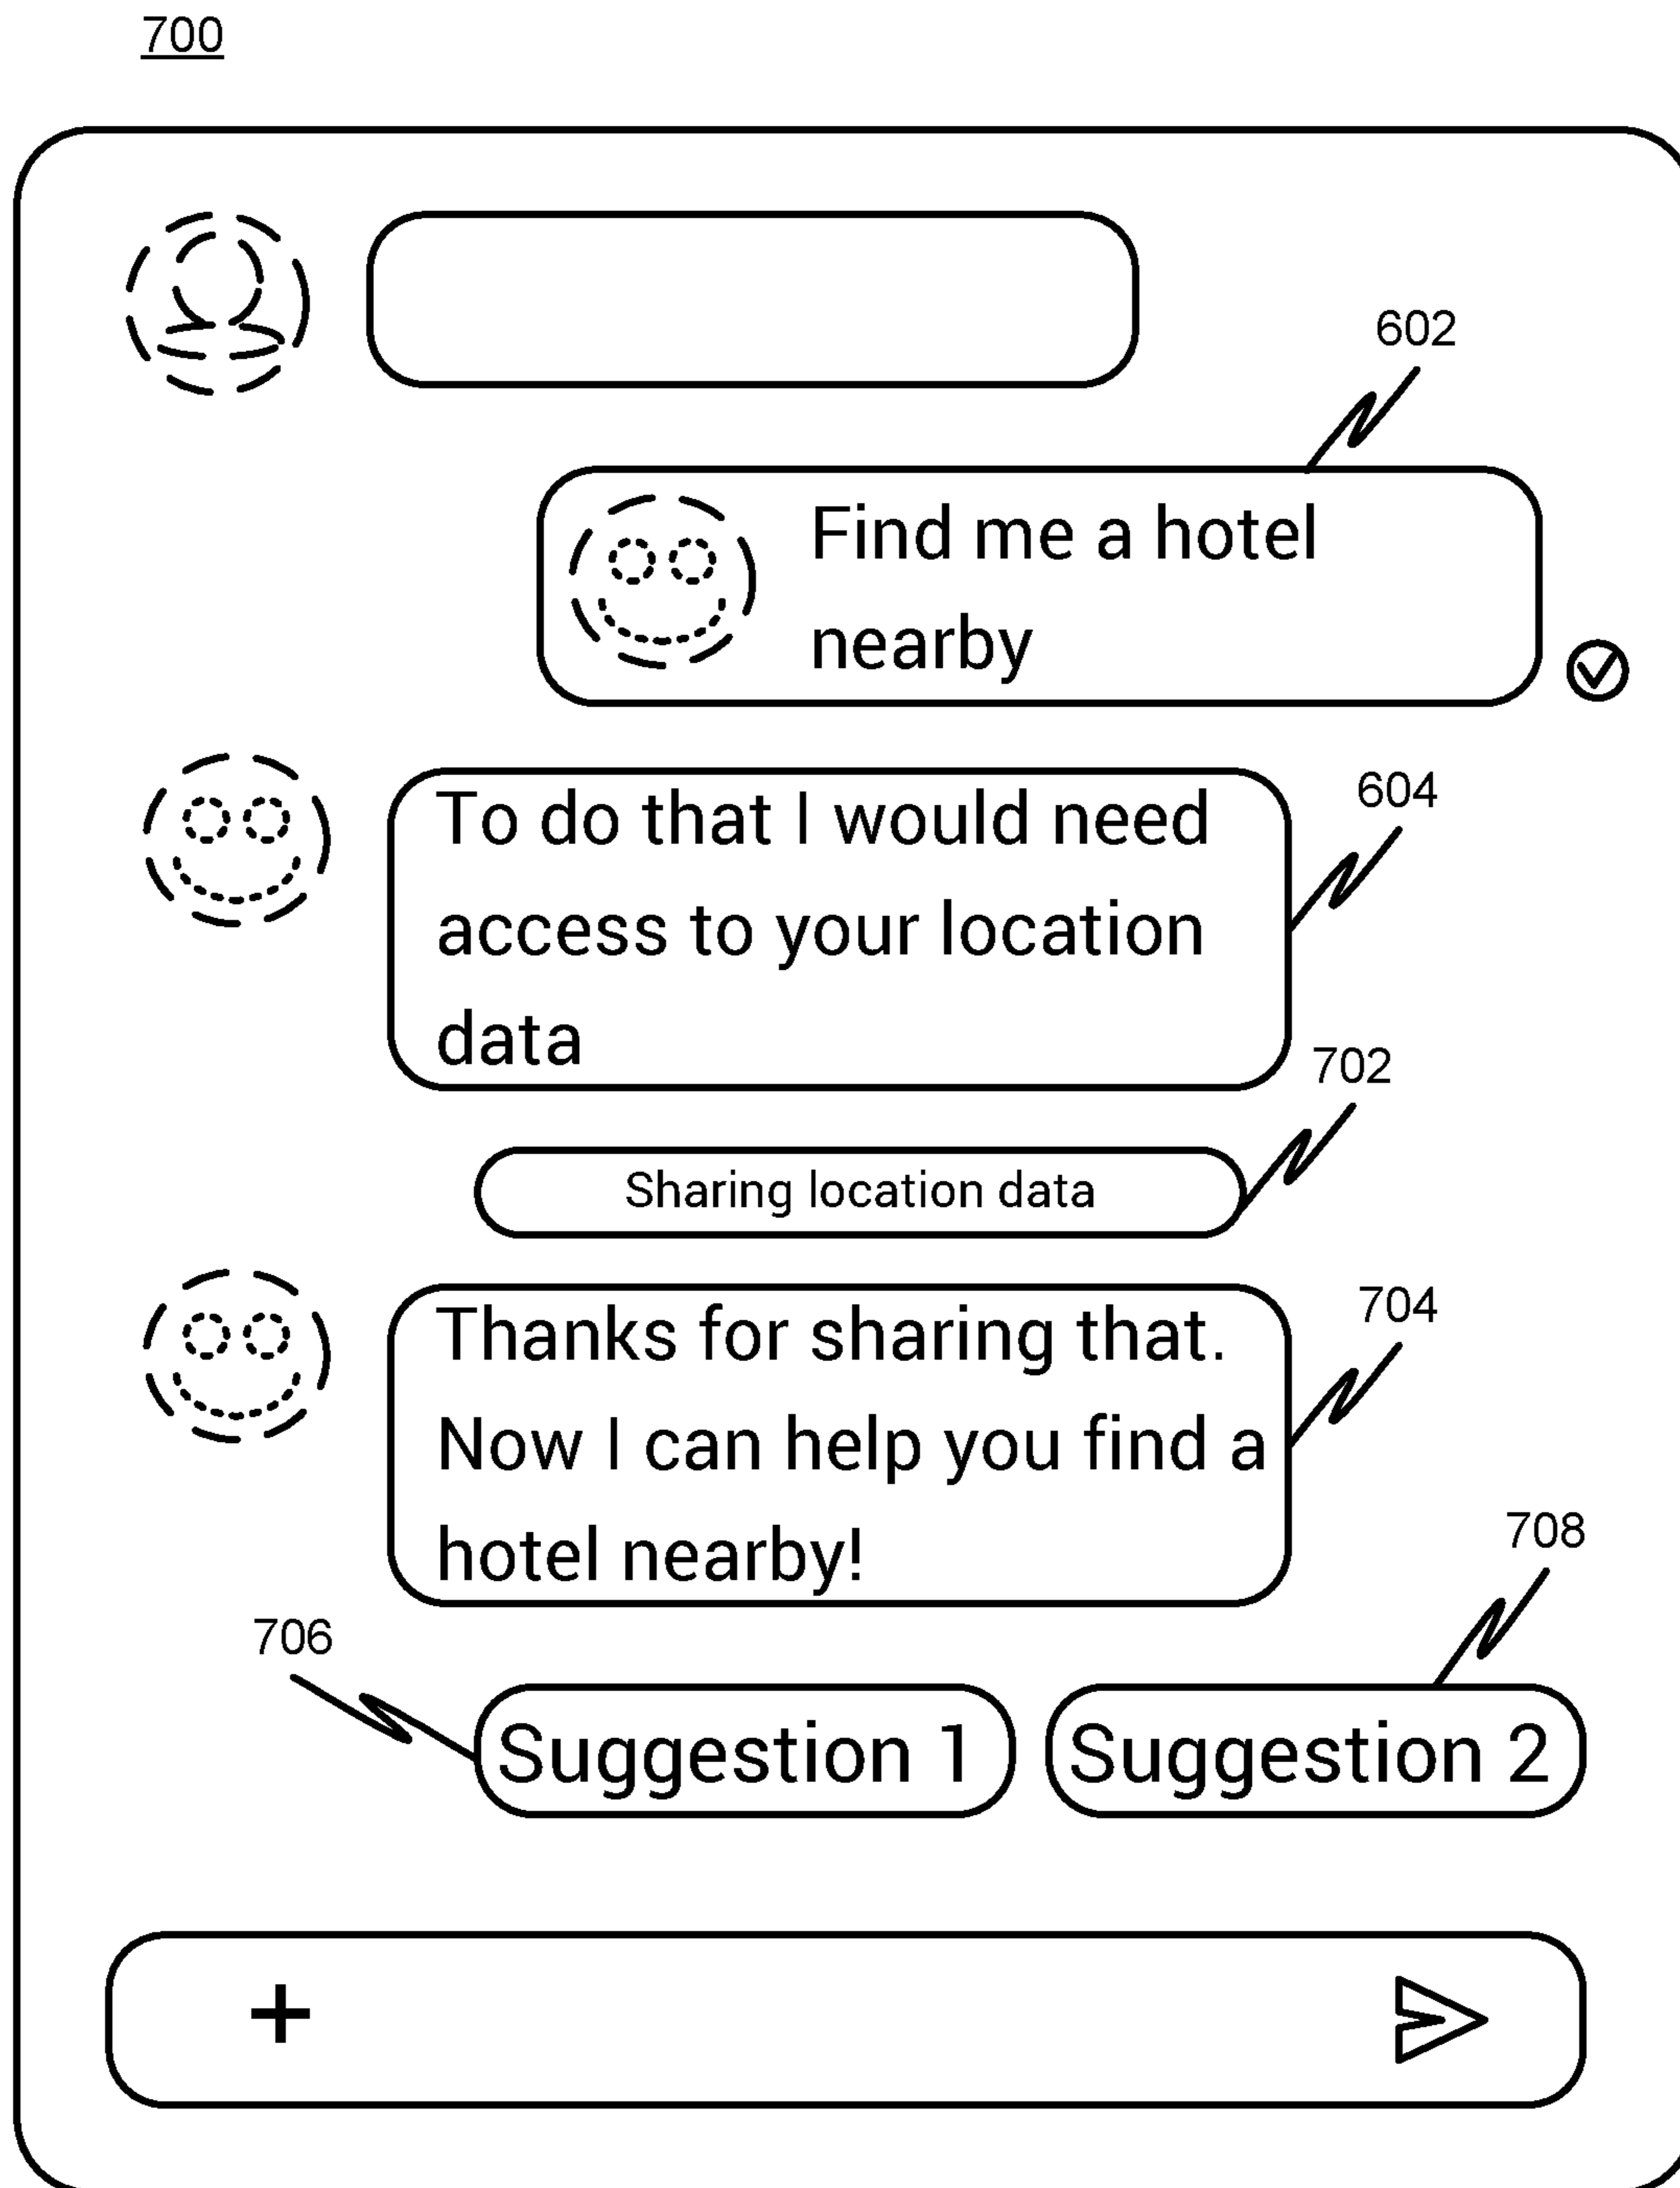 700
602
Find me a hotel
nearby
604
To do that I would need
access to your location
data
702
Sharing location data
704
Thanks for sharing that.
Now I can help you find a
hotel nearby!
708
706
Suggestion 1
Suggestion 2